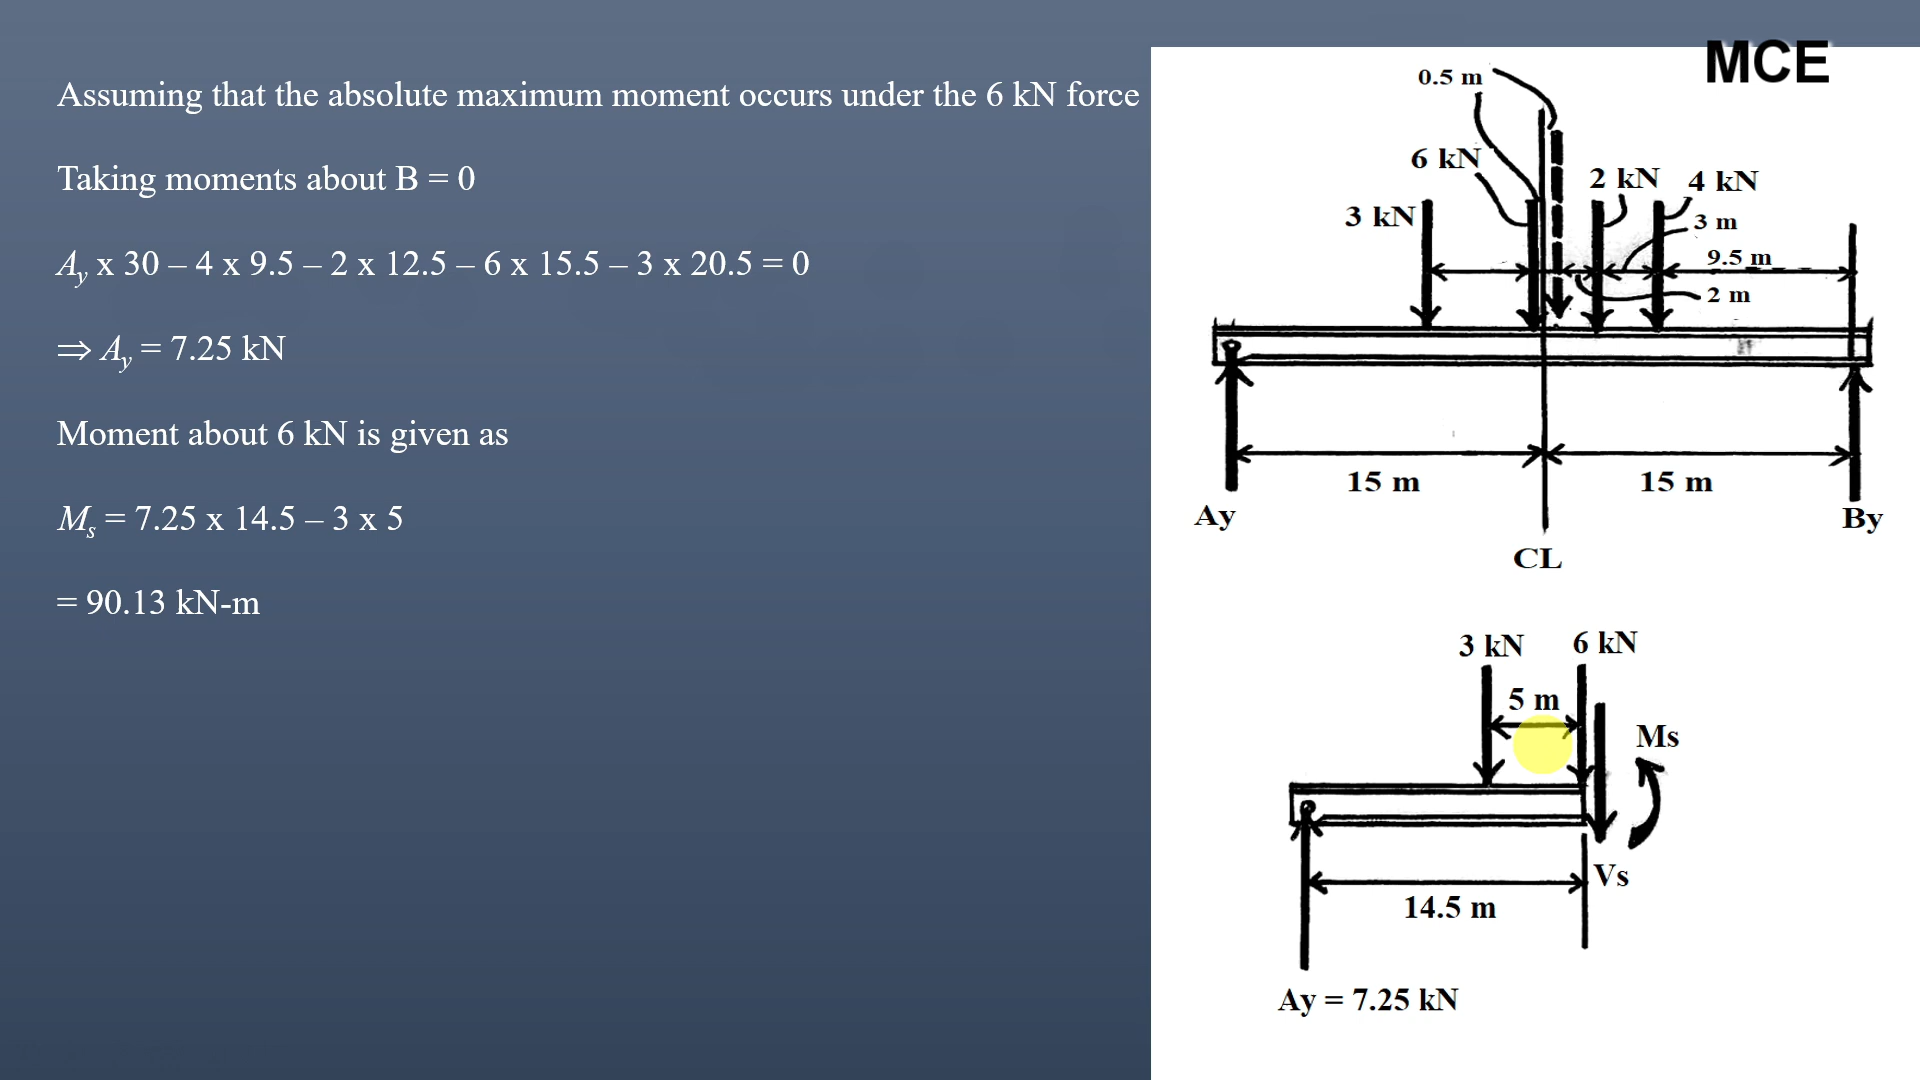 MCE
Assuming that the absolute maximum moment occurs under the 6 kN force
Taking moments about B = 0
Ay x 30 – 4 x 9.5 – 2 x 12.5 – 6 x 15.5 – 3 x 20.5 = 0
⇒ Ay = 7.25 kN
Moment about 6 kN is given as
Ms = 7.25 x 14.5 – 3 x 5
= 90.13 kN-m
0.5 m
6 kN
2 kN
4 kN
3 kN
3 m
9.5 m
2 m
15 m
15 m
Ay
By
CL
3 kN
6 kN
5 m
Ms
Vs
14.5 m
Ay = 7.25 kN